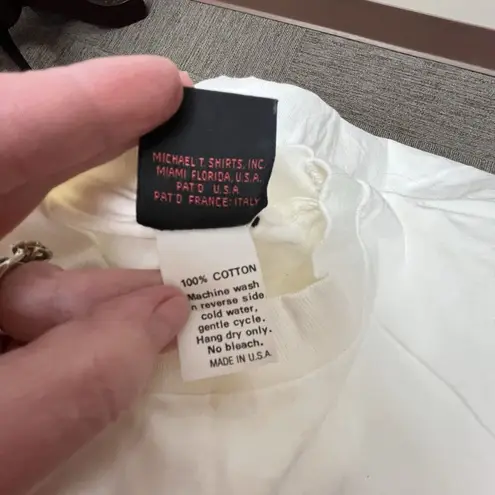 MICHAEL T. SHIRTS, INC.
MIAMI FLORIDA, U.S.A.
PAT'D U.S.A.
PAT'D FRANCE-ITALY
100% COTTON
Machine wash
n reverse side
cold water,
gentle cycle.
Hang dry only.
No bleach.
MADE IN U.S.A.